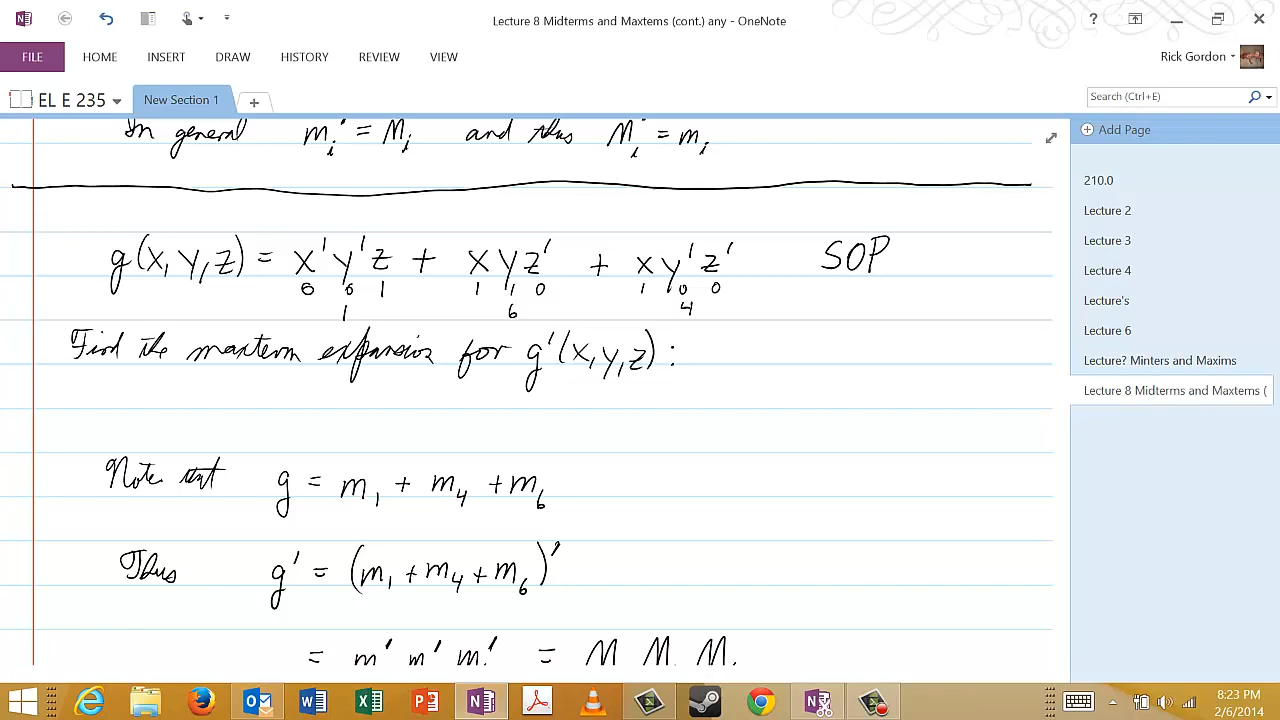 Lecture 8 Midterms and Maxtems (cont.) any - OneNote
FILE HOME INSERT DRAW HISTORY REVIEW VIEW
Rick Gordon
EL E 235
New Section 1
Search (Ctrl+E)
In general mᵢ' = Mᵢ and thus Mᵢ' = mᵢ
g(x,y,z) = x'y'z + xyz' + xy'z' SOP
0 0 1 1 1 0 1 0 0
1 6 4
Find the maxterm expansion for g'(x,y,z) :
Note that g = m₁ + m₄ + m₆
Thus g' = (m₁ + m₄ + m₆)'
= m' m' m' = M M M
Add Page
210.0
Lecture 2
Lecture 3
Lecture 4
Lecture's
Lecture 6
Lecture? Minters and Maxims
Lecture 8 Midterms and Maxtems (
8:23 PM
2/6/2014